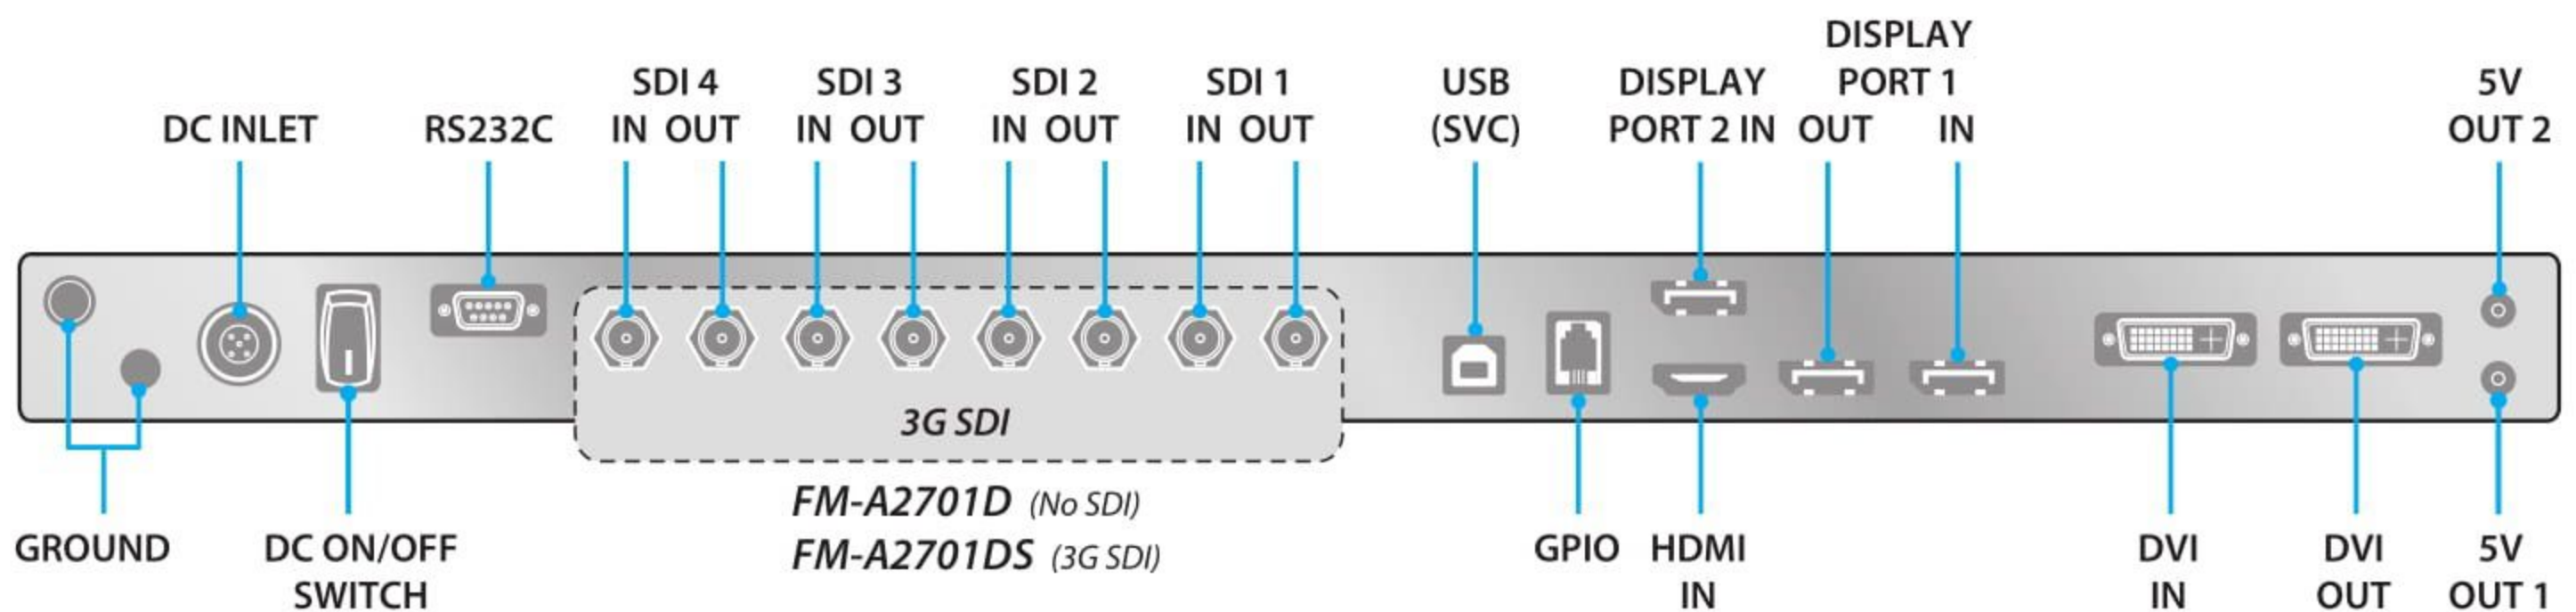 DISPLAY
SDI 4 SDI 3 SDI 2 SDI 1 USB DISPLAY PORT 1 5V
DC INLET RS232C IN OUT IN OUT IN OUT IN OUT (SVC) PORT 2 IN OUT IN OUT 2
3G SDI
FM-A2701D (No SDI)
GROUND DC ON/OFF FM-A2701DS (3G SDI) GPIO HDMI DVI DVI 5V
SWITCH IN IN OUT OUT 1